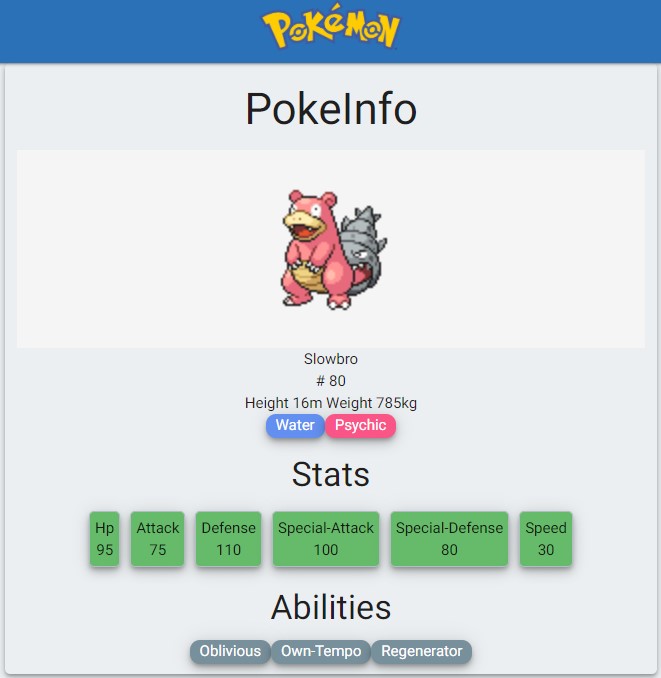 POKéMON
PokeInfo
Slowbro
# 80
Height 16m Weight 785kg
Water Psychic
Stats
Hp Attack Defense Special-Attack Special-Defense Speed
95 75 110 100 80 30
Abilities
Oblivious Own-Tempo Regenerator